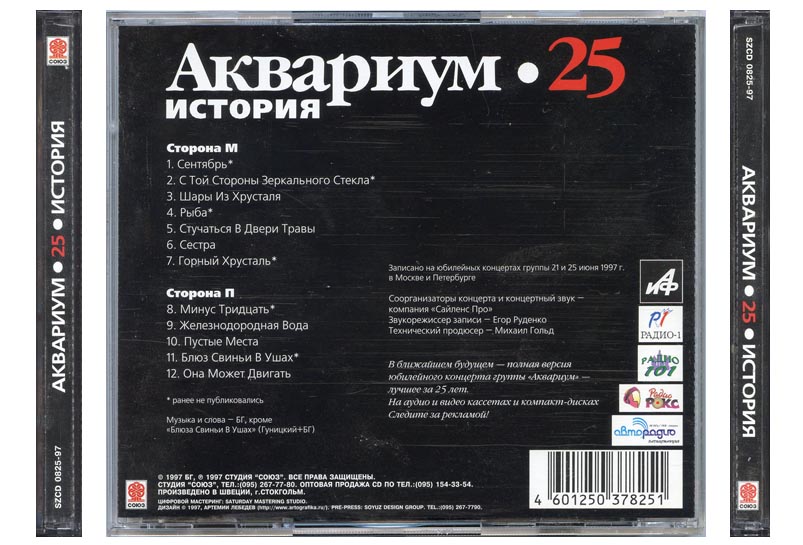 СОЮЗ
АКВАРИУМ • 25 • ИСТОРИЯ
SZCD 0825-97
Аквариум • 25
ИСТОРИЯ
Сторона М
1. Сентябрь*
2. С Той Стороны Зеркального Стекла*
3. Шары Из Хрусталя
4. Рыба*
5. Стучаться В Двери Травы
6. Сестра
7. Горный Хрусталь*
Сторона П
8. Минус Тридцать*
9. Железнодородная Вода
10. Пустые Места
11. Блюз Свиньи В Ушах*
12. Она Может Двигать
* ранее не публиковались
Музыка и слова – БГ, кроме
«Блюза Свиньи В Ушах» (Гуницкий+БГ)
Записано на юбилейных концертах группы 21 и 25 июня 1997 г.
в Москве и Петербурге
Соорганизаторы концерта и концертный звук –
компания «Сайленс Про»
Звукорежиссер записи – Егор Руденко
Технический продюсер – Михаил Гольд
В ближайшем будущем – полная версия
юбилейного концерта группы «Аквариум» –
лучшее за 25 лет.
На аудио и видео кассетах и компакт-дисках
Следите за рекламой!
АиФ
РАДИО-1
РАДИО
101
Радио
РОКС
авторадио
© 1997 БГ, ℗ 1997 СТУДИЯ "СОЮЗ". ВСЕ ПРАВА ЗАЩИЩЕНЫ.
СТУДИЯ "СОЮЗ", ТЕЛ.:(095) 267-77-80. ОПТОВАЯ ПРОДАЖА CD ПО ТЕЛ.:(095) 154-33-54.
ПРОИЗВЕДЕНО В ШВЕЦИИ, г.СТОКГОЛЬМ.
ЦИФРОВОЙ МАСТЕРИНГ: SATURDAY MASTERING STUDIO.
ДИЗАЙН © 1997, АРТЕМИЙ ЛЕБЕДЕВ (http://www.artografika.ru/). PRE-PRESS: SOYUZ DESIGN GROUP. ТЕЛ.:(095) 267-7790.
СОЮЗ
4 601250 378251
SZCD 0825-97
АКВАРИУМ • 25 • ИСТОРИЯ
СОЮЗ